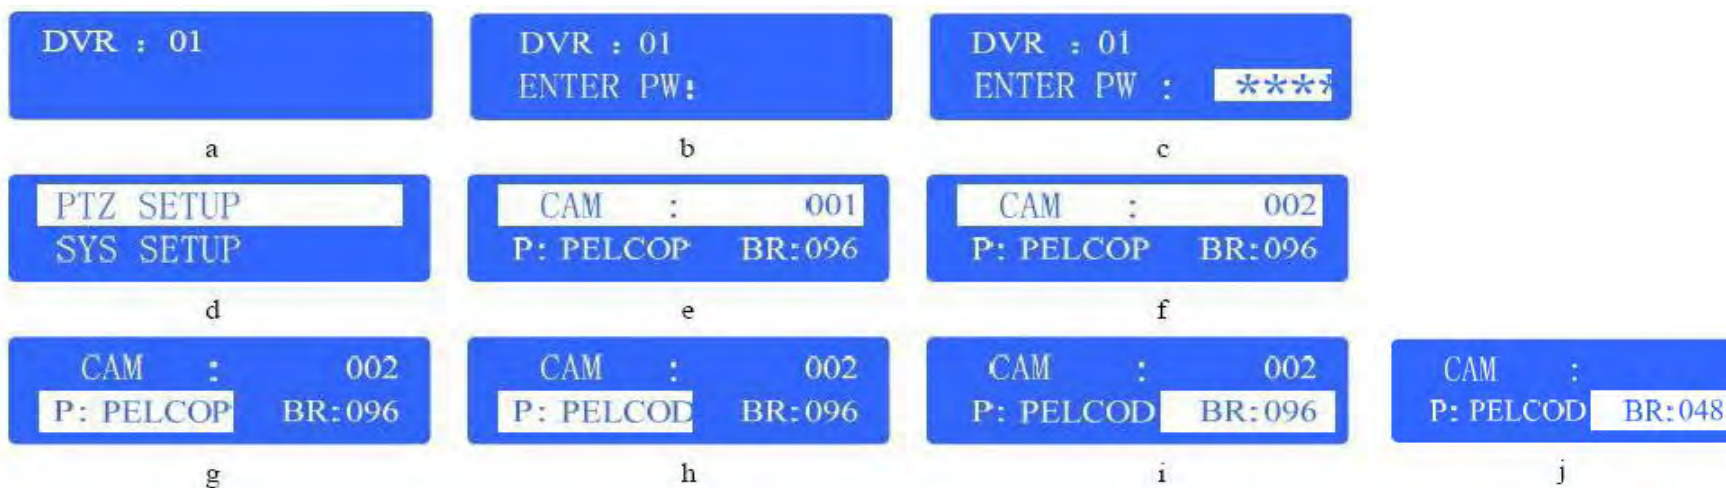 DVR : 01
DVR : 01
ENTER PW:
DVR : 01
ENTER PW : ****
a
b
c
PTZ SETUP
SYS SETUP
CAM : 001
P: PELCOP BR:096
CAM : 002
P: PELCOP BR:096
d
e
f
CAM : 002
P: PELCOP BR:096
CAM : 002
P: PELCOD BR:096
CAM : 002
P: PELCOD BR:096
CAM :
P: PELCOD BR:048
g
h
i
j